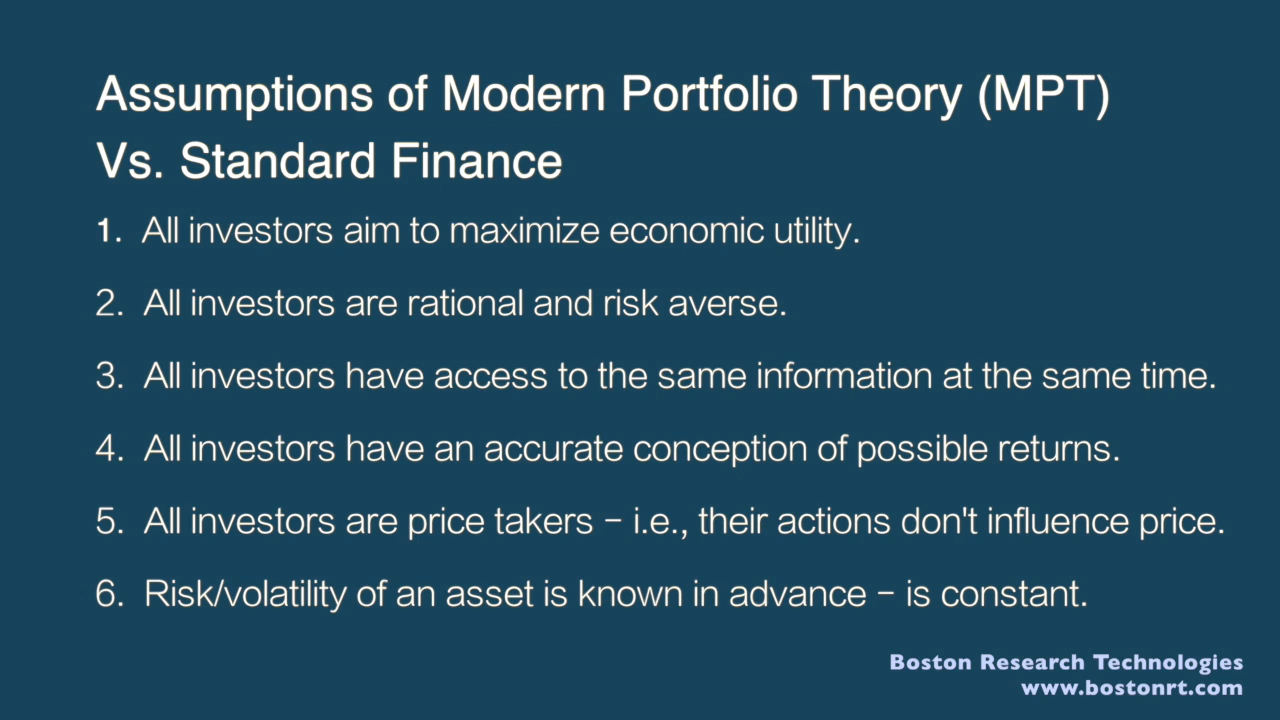 Assumptions of Modern Portfolio Theory (MPT)
Vs. Standard Finance
1. All investors aim to maximize economic utility.
2. All investors are rational and risk averse.
3. All investors have access to the same information at the same time.
4. All investors have an accurate conception of possible returns.
5. All investors are price takers – i.e., their actions don't influence price.
6. Risk/volatility of an asset is known in advance – is constant.
Boston Research Technologies
www.bostonrt.com